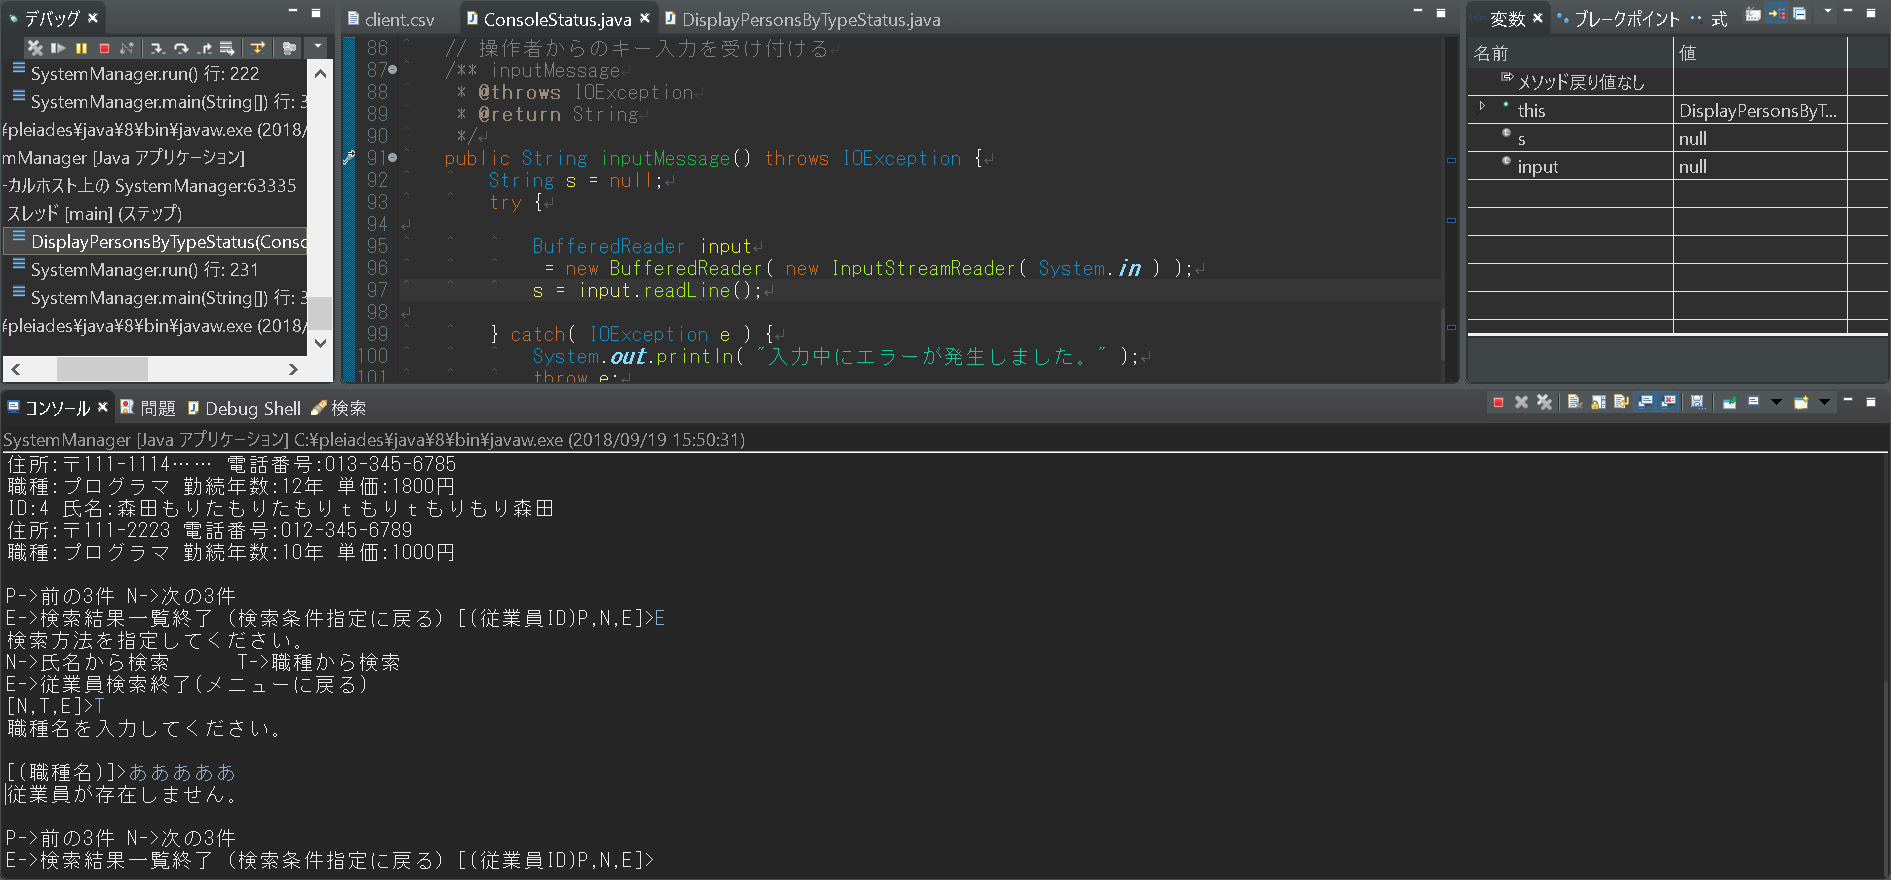 デバッグ
SystemManager.run() 行: 222
SystemManager.main(String[]) 行: 3
¥pleiades¥java¥8¥bin¥javaw.exe (2018/
mManager [Java アプリケーション]
-カルホスト上の SystemManager:63335
スレッド [main] (ステップ)
DisplayPersonsByTypeStatus(Consc
SystemManager.run() 行: 231
SystemManager.main(String[]) 行: 3
¥pleiades¥java¥8¥bin¥javaw.exe (2018/
client.csv ConsoleStatus.java DisplayPersonsByTypeStatus.java
86 // 操作者からのキー入力を受け付ける
87 /** inputMessage
88 * @throws IOException
89 * @return String
90 */
91 public String inputMessage() throws IOException {
92 String s = null;
93 try {
94
95 BufferedReader input
96 = new BufferedReader( new InputStreamReader( System.in ) );
97 s = input.readLine();
98
99 } catch( IOException e ) {
100 System.out.println( "入力中にエラーが発生しました。" );
101 throw e;
変数 ブレークポイント 式
名前 値
メソッド戻り値なし
this DisplayPersonsByT...
s null
input null
コンソール 問題 Debug Shell 検索
SystemManager [Java アプリケーション] C:¥pleiades¥java¥8¥bin¥javaw.exe (2018/09/19 15:50:31)
住所:〒111-1114…… 電話番号:013-345-6785
職種:プログラマ 勤続年数:12年 単価:1800円
ID:4 氏名:森田もりたもりたもりｔもりｔもりもり森田
住所:〒111-2223 電話番号:012-345-6789
職種:プログラマ 勤続年数:10年 単価:1000円
P->前の3件 N->次の3件
E->検索結果一覧終了 (検索条件指定に戻る) [(従業員ID)P,N,E]>E
検索方法を指定してください。
N->氏名から検索 T->職種から検索
E->従業員検索終了(メニューに戻る)
[N,T,E]>T
職種名を入力してください。
[(職種名)]>あああああ
従業員が存在しません。
P->前の3件 N->次の3件
E->検索結果一覧終了 (検索条件指定に戻る) [(従業員ID)P,N,E]>